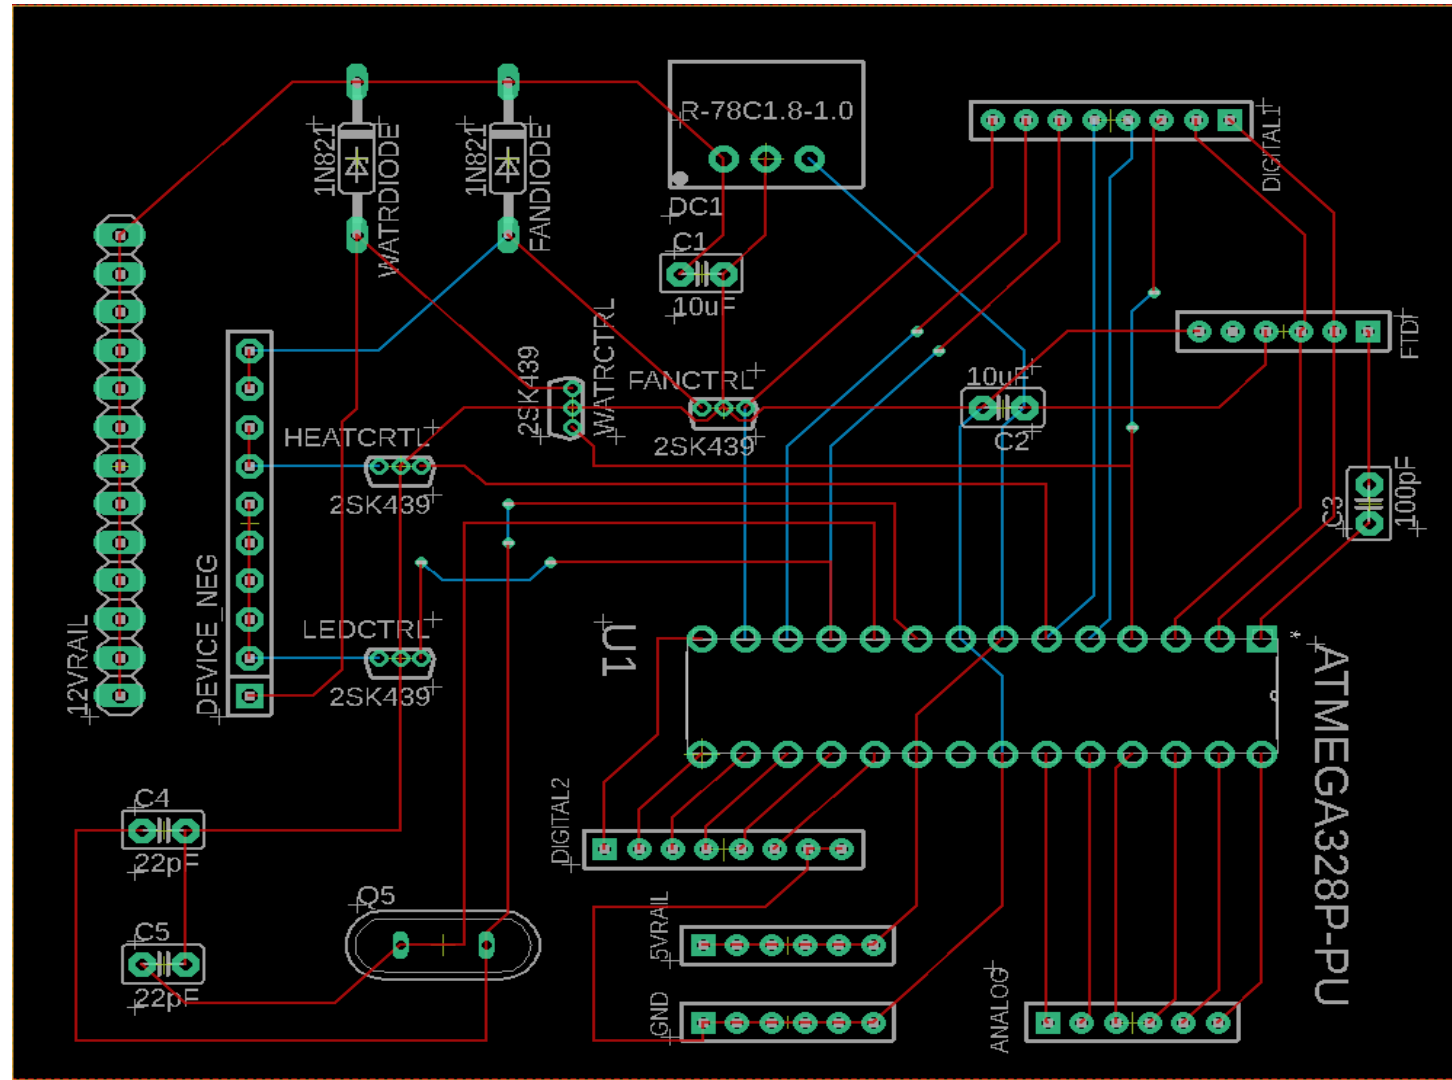 R-78C1.8-1.0
DC1
1N821
WATRDIODE
1N821
FANDIODE
DIGITAL1
C1
10uF
FTDI
2SK439
WATRCTRL
FANCTRL
2SK439
10uF
C2
HEATCRTL
2SK439
C3
100pF
12VRAIL
DEVICE_NEG
LEDCTRL
2SK439
U1
*
ATMEGA328P-PU
C4
22pF
DIGITAL2
Q5
C5
22pF
5VRAIL
GND
ANALOG